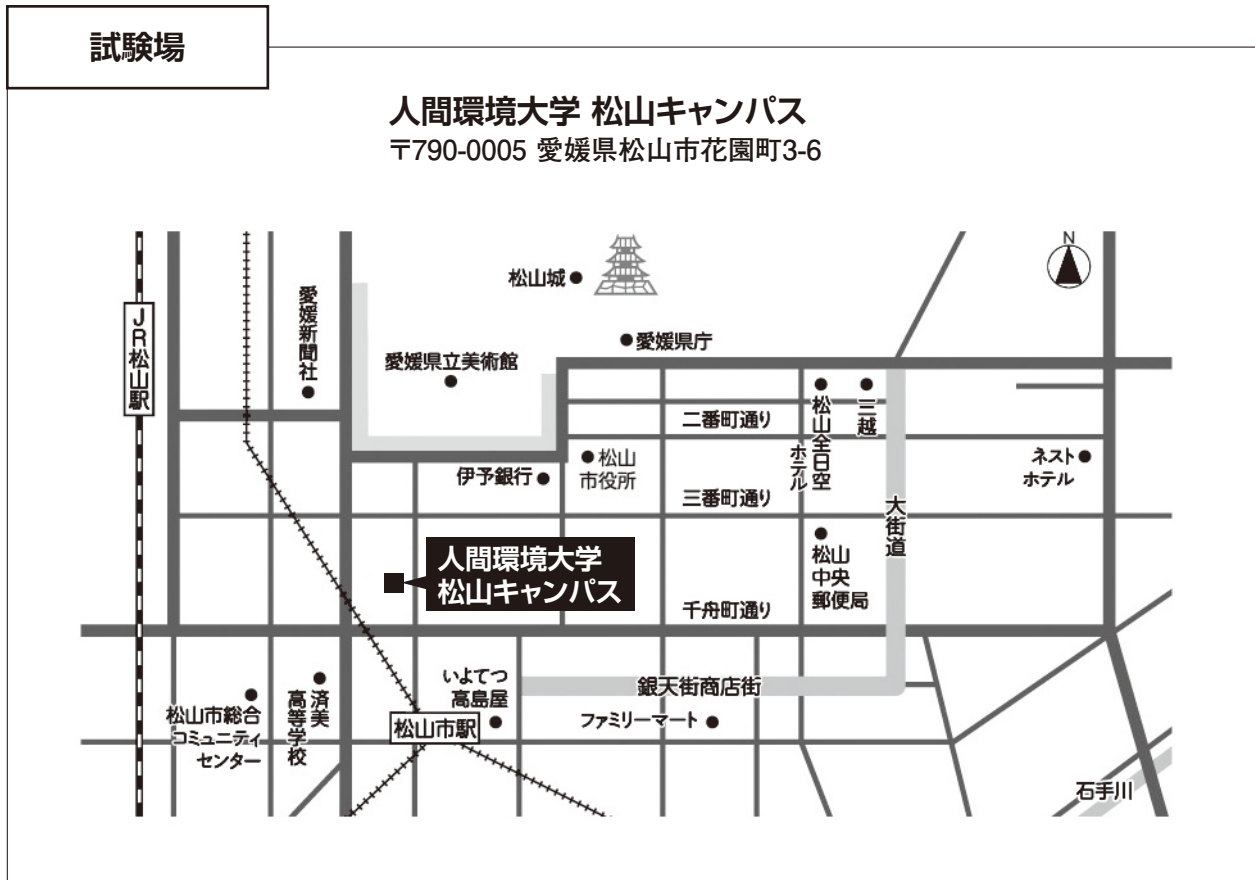 試験場
人間環境大学 松山キャンパス
〒790-0005 愛媛県松山市花園町3-6
N
松山城
JR松山駅
愛媛新聞社
愛媛県庁
愛媛県立美術館
二番町通り
松山全日空
ホテル
三越
伊予銀行
松山
市役所
ネスト
ホテル
三番町通り
大街道
人間環境大学
松山キャンパス
松山
中央
郵便局
千舟町通り
いよてつ
高島屋
銀天街商店街
松山市総合
コミュニティ
センター
済美
高等学校
松山市駅
ファミリーマート
石手川